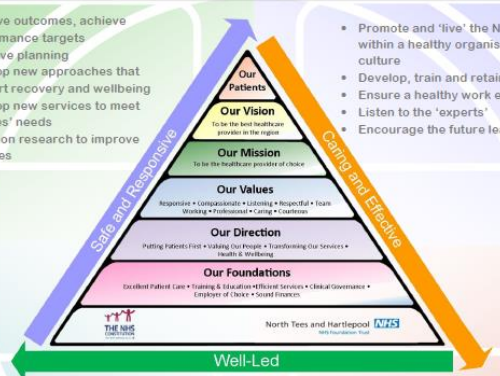 ve outcomes, achieve
mance targets
ve planning
op new approaches that
rt recovery and wellbeing
op new services to meet
es' needs
on research to improve
es
• Promote and 'live' the N
within a healthy organis
culture
• Develop, train and retai
• Ensure a healthy work e
• Listen to the 'experts'
• Encourage the future le
Safe and Responsive
Caring and Effective
Our
Patients
Our Vision
To be the best healthcare
provider in the region
Our Mission
To be the healthcare provider of choice
Our Values
Responsive • Compassionate • Listening • Respectful • Team
Working • Professional • Caring • Courteous
Our Direction
Putting Patients First • Valuing Our People • Transforming Our Services •
Health & Wellbeing
Our Foundations
Excellent Patient Care • Training & Education •Efficient Services • Clinical Governance •
Employer of Choice • Sound Finances
THE NHS
CONSTITUTION
North Tees and Hartlepool NHS
NHS Foundation Trust
Well-Led